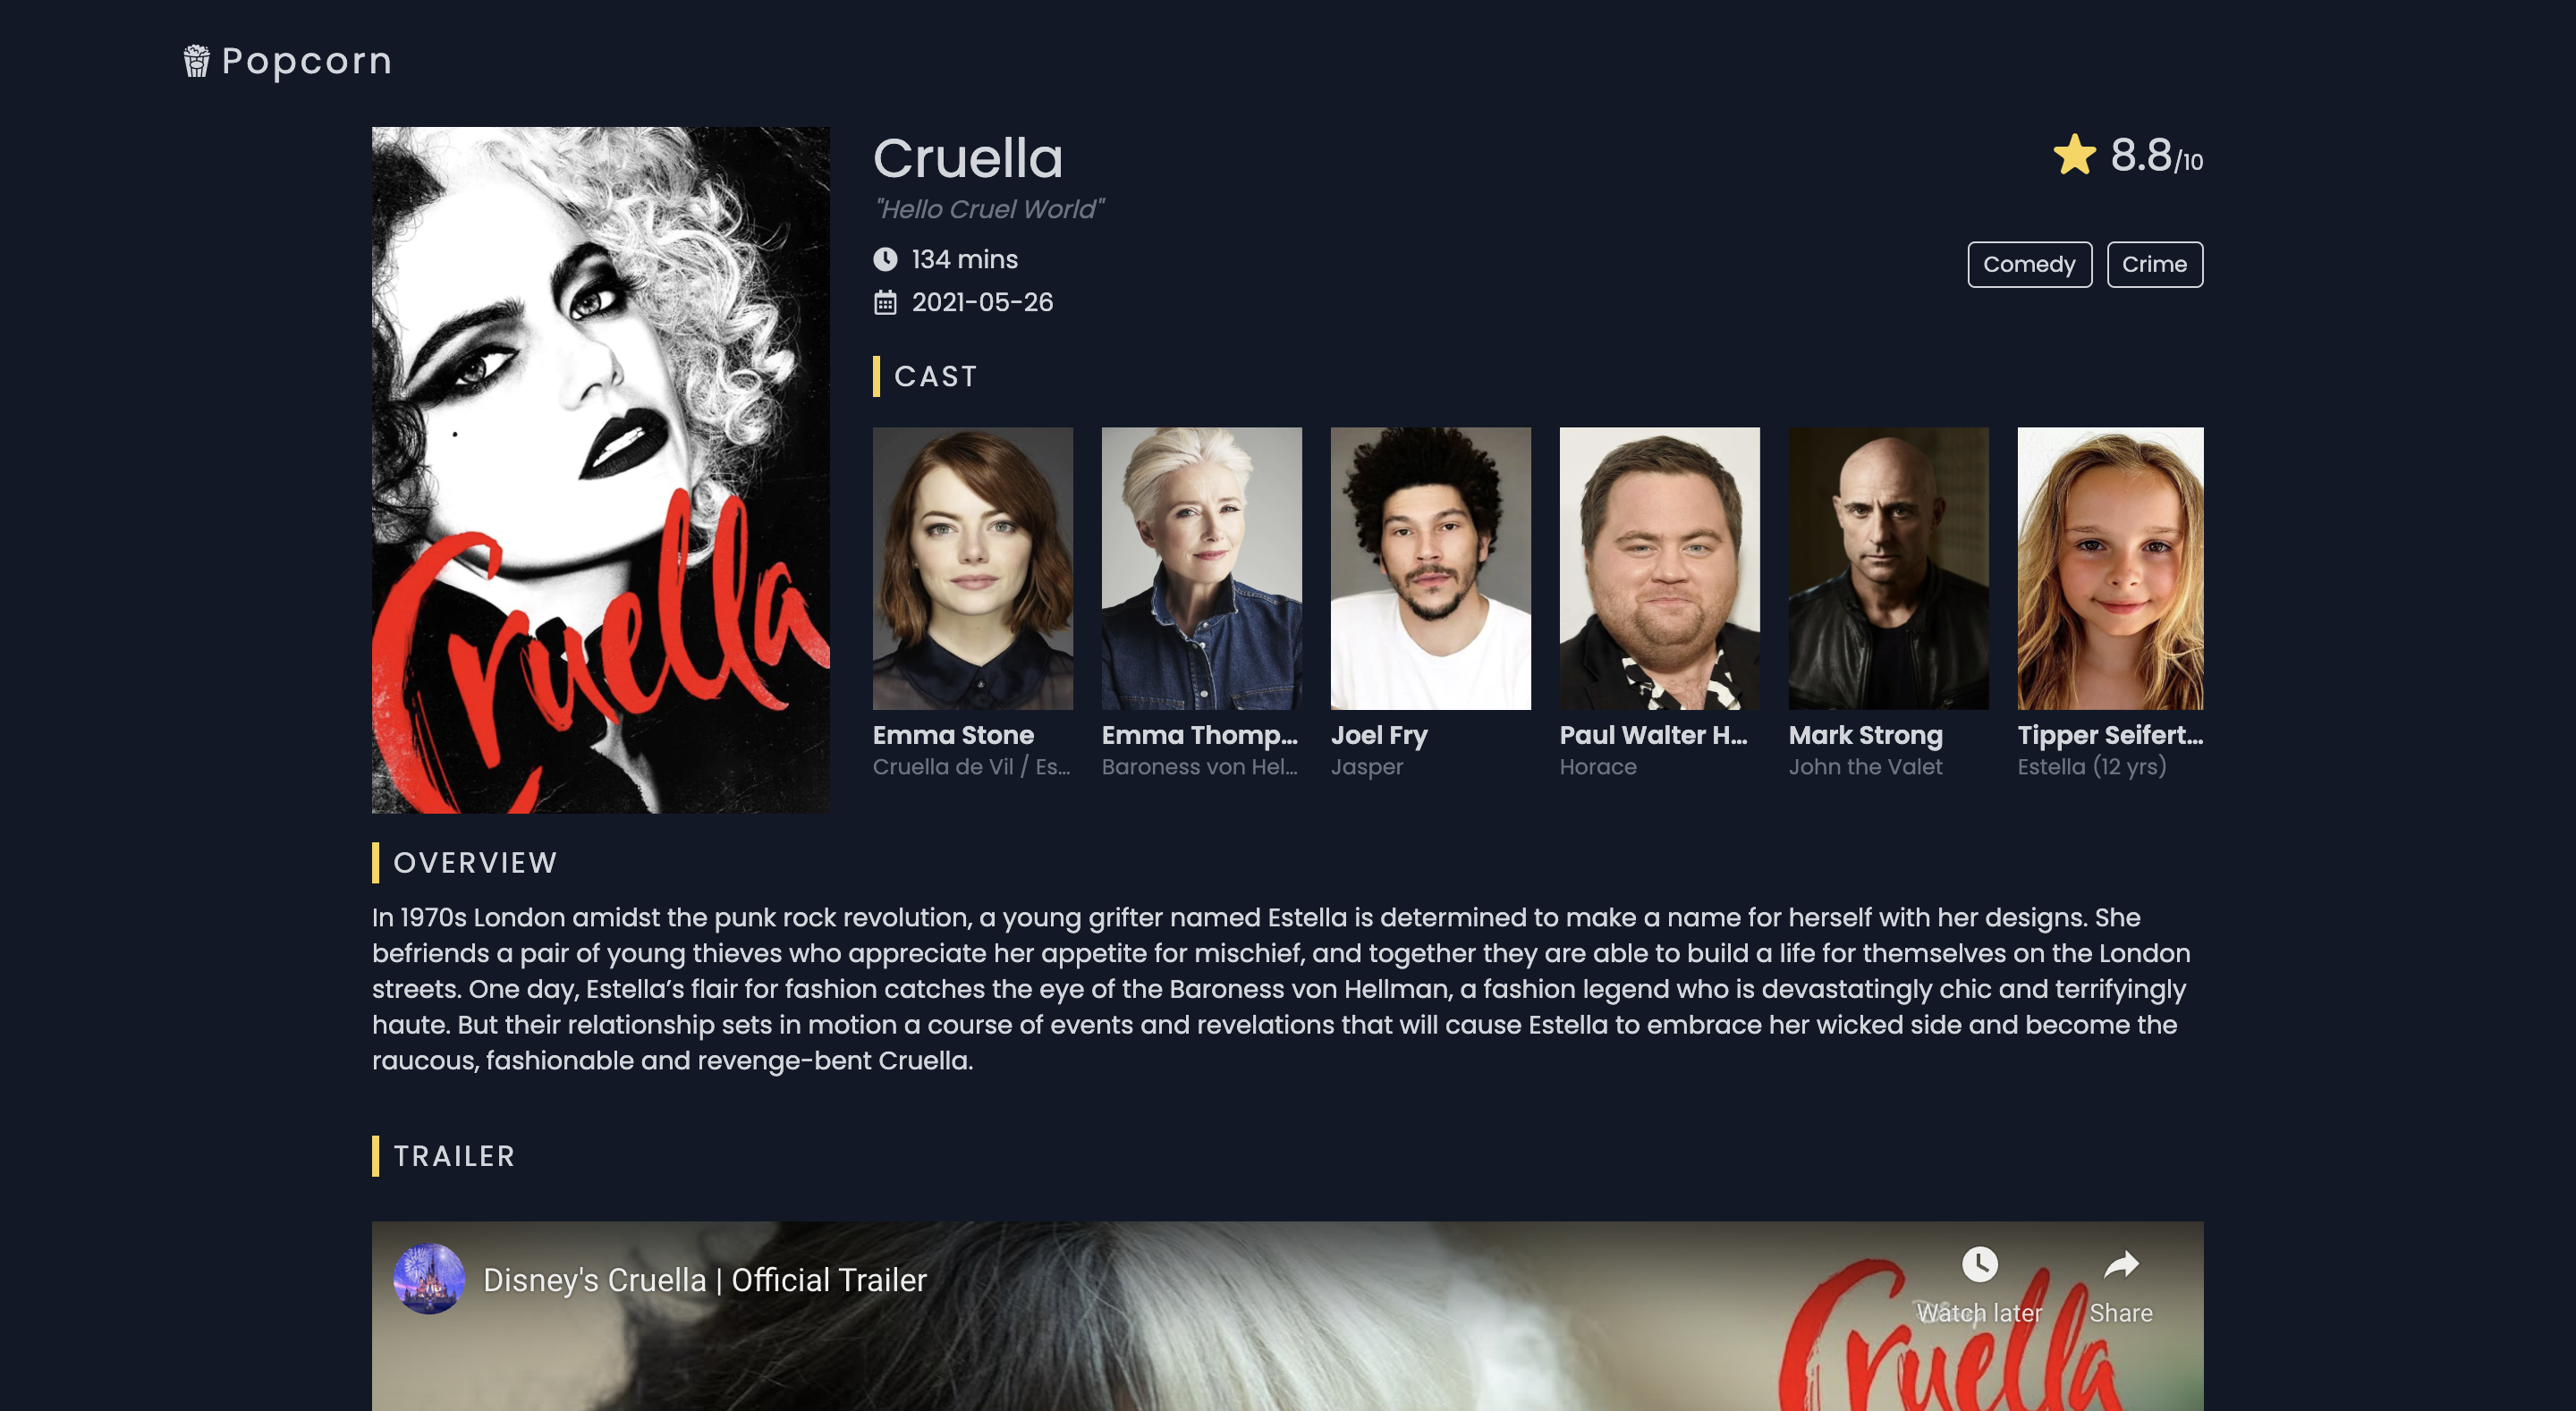 Popcorn
Cruella
Cruella
"Hello Cruel World"
8.8/10
134 mins
2021-05-26
Comedy
Crime
CAST
Emma Stone
Cruella de Vil / Es...
Emma Thomp...
Baroness von Hel...
Joel Fry
Jasper
Paul Walter H...
Horace
Mark Strong
John the Valet
Tipper Seifert...
Estella (12 yrs)
OVERVIEW
In 1970s London amidst the punk rock revolution, a young grifter named Estella is determined to make a name for herself with her designs. She
befriends a pair of young thieves who appreciate her appetite for mischief, and together they are able to build a life for themselves on the London
streets. One day, Estella’s flair for fashion catches the eye of the Baroness von Hellman, a fashion legend who is devastatingly chic and terrifyingly
haute. But their relationship sets in motion a course of events and revelations that will cause Estella to embrace her wicked side and become the
raucous, fashionable and revenge-bent Cruella.
TRAILER
Disney's Cruella | Official Trailer
Watch later
Share
Disney
Cruella